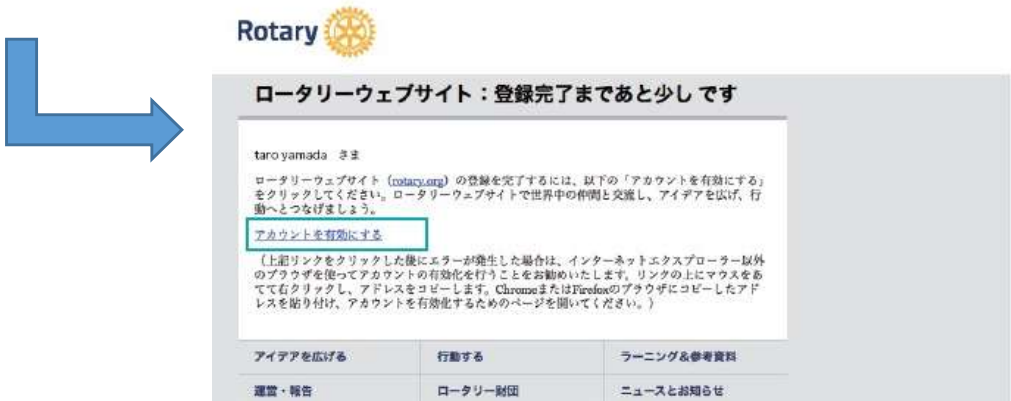 Rotary
ロータリーウェブサイト：登録完了まであと少し です
taro yamada さま
ロータリーウェブサイト（rotary.org）の登録を完了するには、以下の「アカウントを有効にする」
をクリックしてください。ロータリーウェブサイトで世界中の仲間と交流し、アイデアを広げ、行
動へとつなげましょう。
アカウントを有効にする
（上記リンクをクリックした後にエラーが発生した場合は、インターネットエクスプローラー以外
のブラウザを使ってアカウントの有効化を行うことをお勧めいたします。リンクの上にマウスをあ
てて右クリックし、アドレスをコピーします。ChromeまたはFirefoxのブラウザにコピーしたアド
レスを貼り付け、アカウントを有効化するためのページを開いてください。）
アイデアを広げる 行動する ラーニング&参考資料
運営・報告 ロータリー財団 ニュースとお知らせ